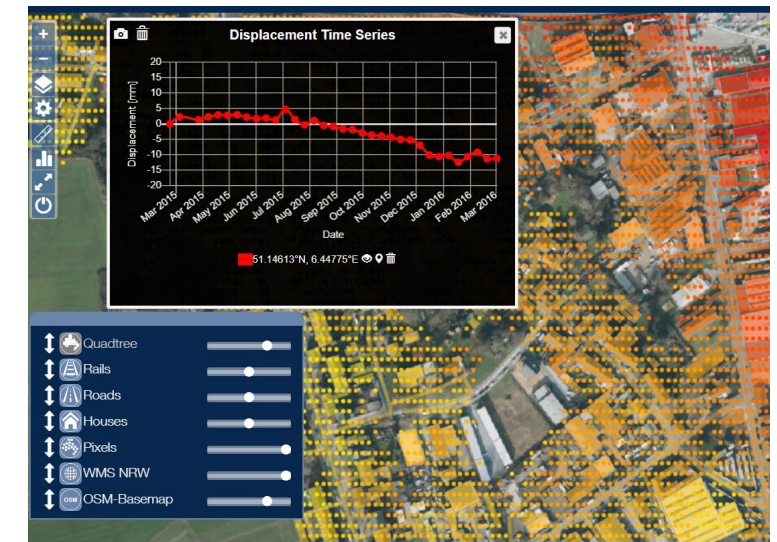 Displacement Time Series
20
15
10
5
0
-5
-10
-15
-20
Displacement [mm]
Mar 2015
Apr 2015
May 2015
Jun 2015
Jul 2015
Aug 2015
Sep 2015
Oct 2015
Nov 2015
Dec 2015
Jan 2016
Feb 2016
Mar 2016
Date
51.14613°N, 6.44775°E
Quadtree
Rails
Roads
Houses
Pixels
WMS NRW
OSM OSM-Basemap